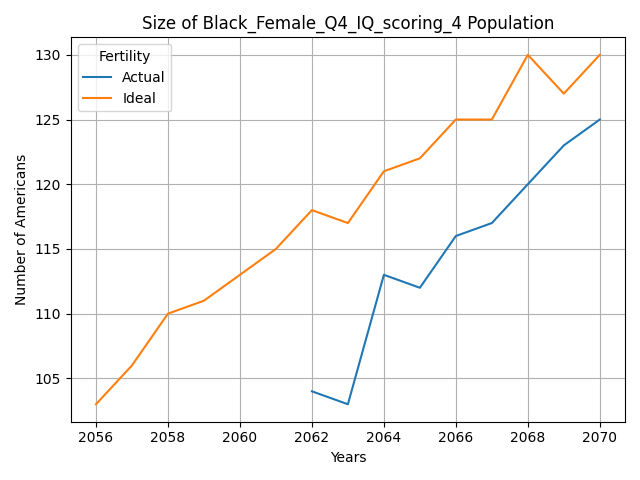 Size of Black_Female_Q4_IQ_scoring_4 Population
Fertility
Actual
Ideal
Number of Americans
130
125
120
115
110
105
2056 2058 2060 2062 2064 2066 2068 2070
Years